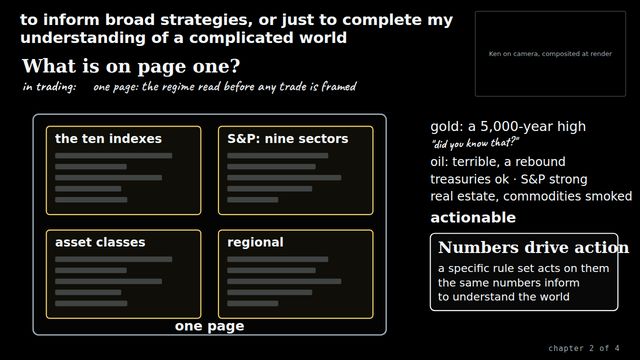 to inform broad strategies, or just to complete my
understanding of a complicated world
What is on page one?
in trading: one page: the regime read before any trade is framed
Ken on camera, composited at render
the ten indexes
S&P: nine sectors
asset classes
regional
one page
gold: a 5,000-year high
"did you know that?"
oil: terrible, a rebound
treasuries ok · S&P strong
real estate, commodities smoked
actionable
Numbers drive action
a specific rule set acts on them
the same numbers inform
to understand the world
chapter 2 of 4